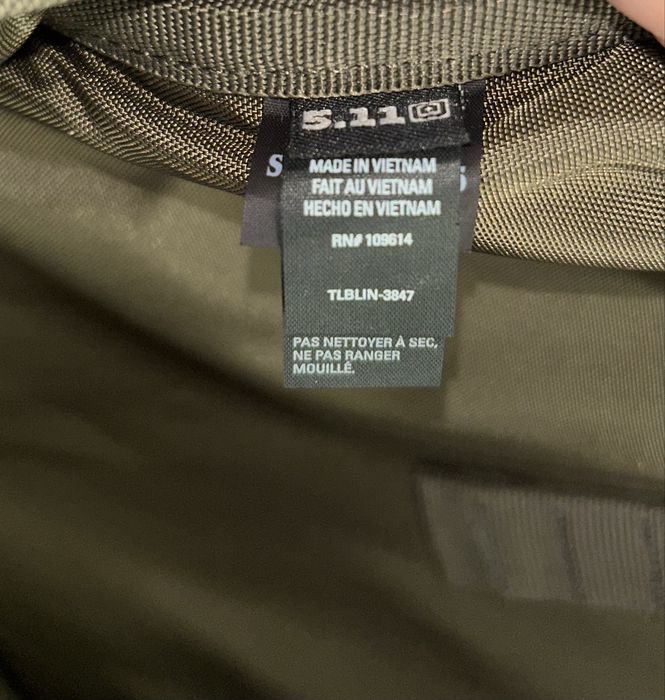 5.11
MADE IN VIETNAM
FAIT AU VIETNAM
HECHO EN VIETNAM
RN# 109614
TLBLIN-3847
PAS NETTOYER À SEC,
NE PAS RANGER
MOUILLÉ.